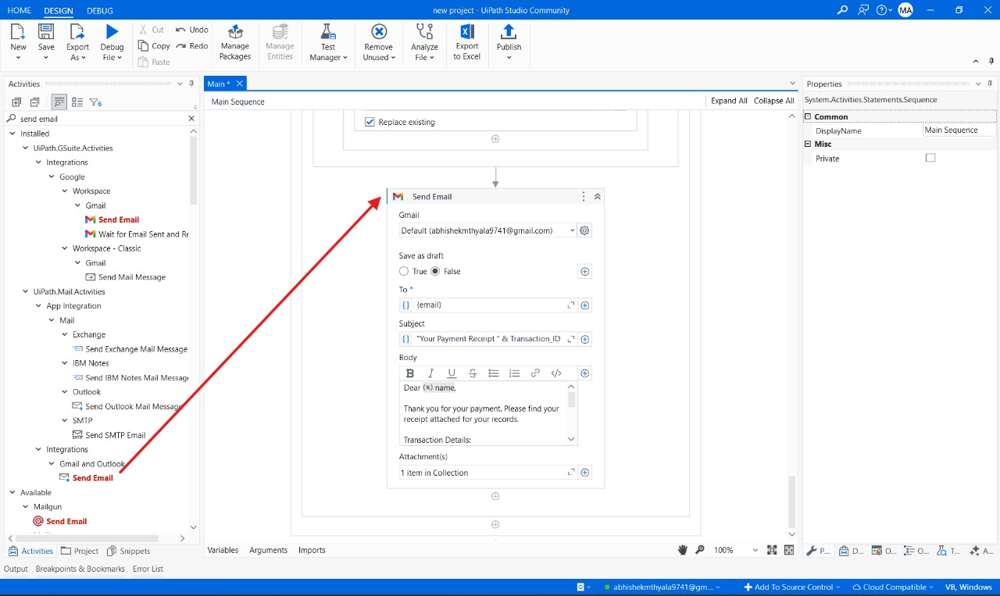 HOME DESIGN DEBUG
new project - UiPath Studio Community
MA
New
Save
Export As
Debug File
Cut
Copy
Paste
Undo
Redo
Manage Packages
Manage Entities
Test Manager
Remove Unused
Analyze File
Export to Excel
Publish
Activities
6
send email
Installed
UiPath.GSuite.Activities
Integrations
Google
Workspace
Gmail
Send Email
Wait for Email Sent and Re
Workspace - Classic
Gmail
Send Mail Message
UiPath.Mail.Activities
App Integration
Mail
Exchange
Send Exchange Mail Message
IBM Notes
Send IBM Notes Mail Messag
Outlook
Send Outlook Mail Message
SMTP
Send SMTP Email
Integrations
Gmail and Outlook
Send Email
Available
Mailgun
Send Email
Activities Project Snippets
Main *
Main Sequence
Expand All Collapse All
Replace existing
Send Email
Gmail
Default (abhishekmthyala9741@gmail.com)
Save as draft
True False
To *
{} {email}
Subject
{} "Your Payment Receipt " & Transaction_ID
Body
B I U S </>
Dear (x) name,
Thank you for your payment. Please find your
receipt attached for your records.
Transaction Details:
Attachment(s)
1 item in Collection
Variables Arguments Imports
100%
Properties
System.Activities.Statements.Sequence
Common
DisplayName Main Sequence
Misc
Private
P... D... O... O... T... A...
Output Breakpoints & Bookmarks Error List
abhishekmthyala9741@gm... Add To Source Control Cloud Compatible VB, Windows